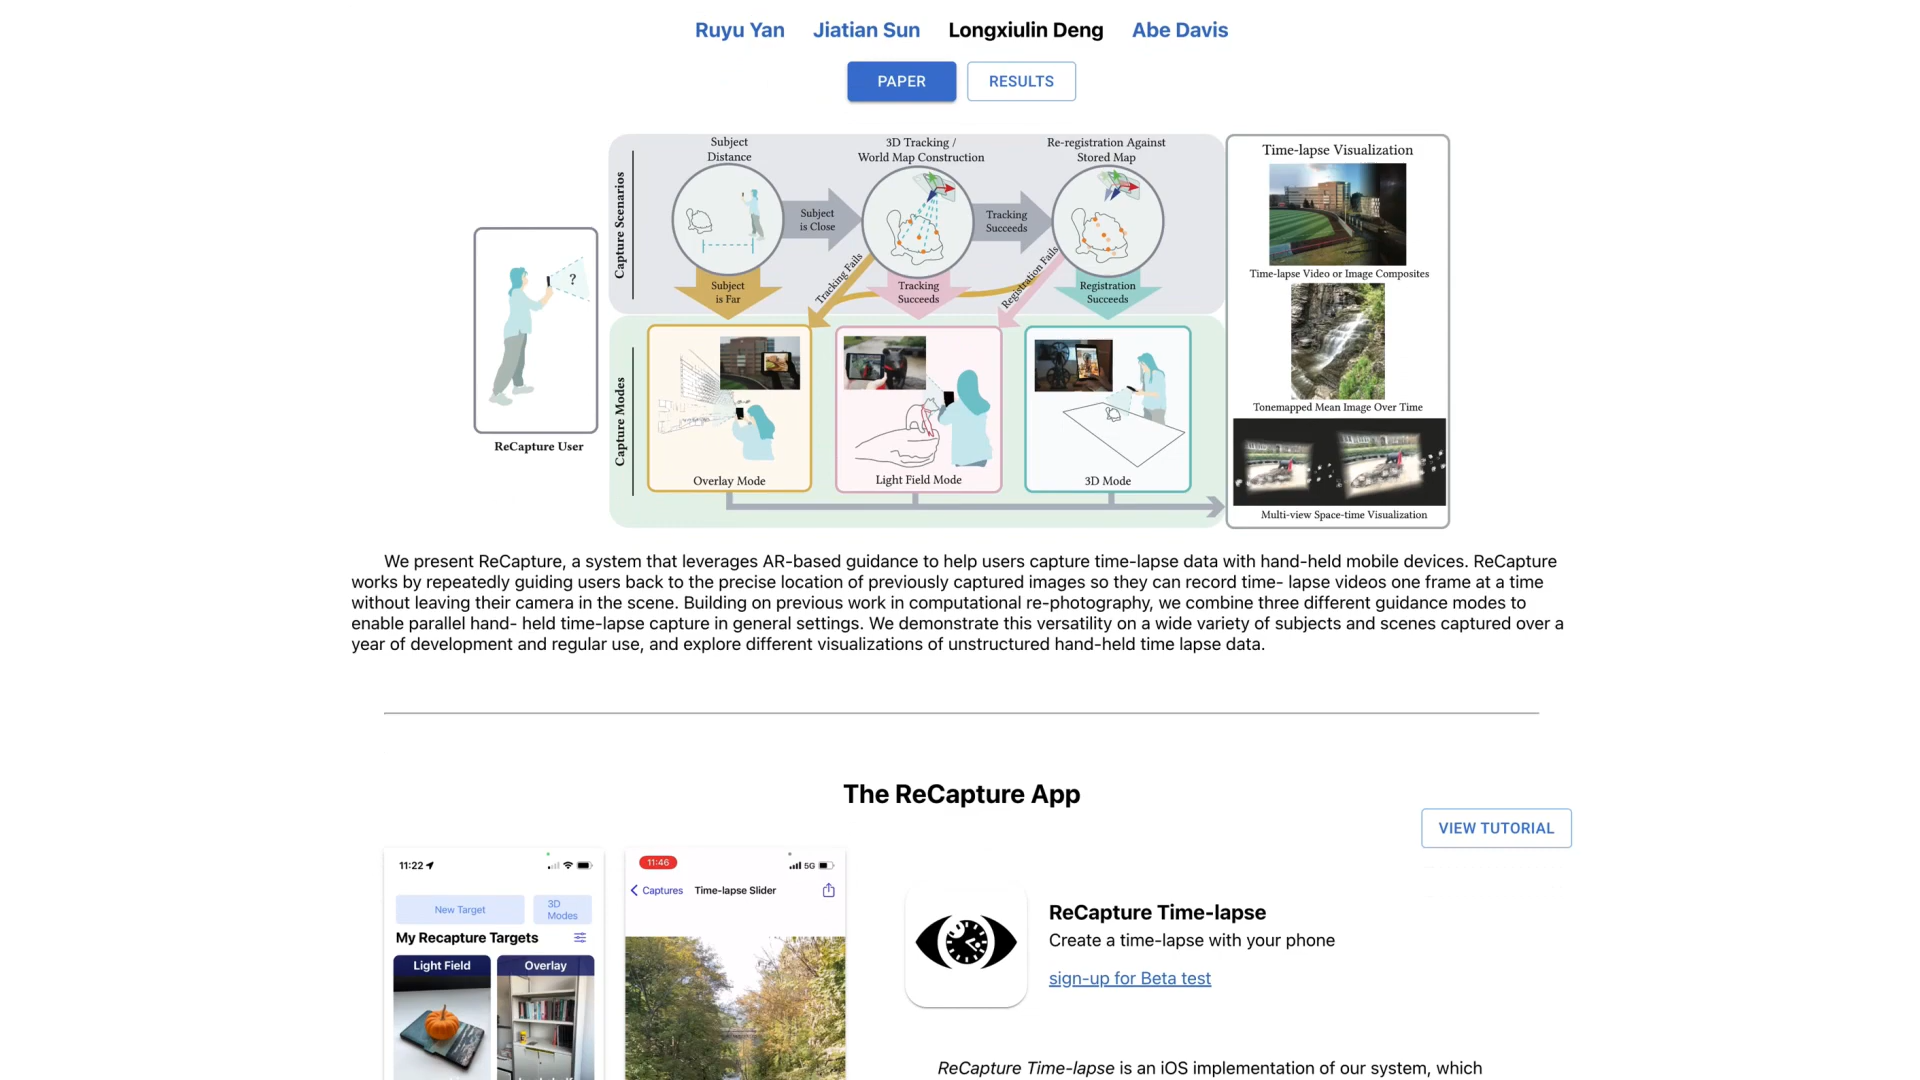 Ruyu Yan Jiatian Sun Longxiulin Deng Abe Davis
PAPER RESULTS
Capture Scenarios
Subject
Distance
3D Tracking /
World Map Construction
Re-registration Against
Stored Map
Subject
is Close
Tracking
Succeeds
Subject
is Far
Tracking Fails
Tracking
Succeeds
Registration Fails
Registration
Succeeds
?
ReCapture User
Capture Modes
Overlay Mode
Light Field Mode
3D Mode
Time-lapse Visualization
Time-lapse Video or Image Composites
Tonemapped Mean Image Over Time
Multi-view Space-time Visualization
We present ReCapture, a system that leverages AR-based guidance to help users capture time-lapse data with hand-held mobile devices. ReCapture
works by repeatedly guiding users back to the precise location of previously captured images so they can record time- lapse videos one frame at a time
without leaving their camera in the scene. Building on previous work in computational re-photography, we combine three different guidance modes to
enable parallel hand- held time-lapse capture in general settings. We demonstrate this versatility on a wide variety of subjects and scenes captured over a
year of development and regular use, and explore different visualizations of unstructured hand-held time lapse data.
The ReCapture App
VIEW TUTORIAL
11:22
New Target
3D
Modes
My Recapture Targets
Light Field
Overlay
11:46
5G
Captures Time-lapse Slider
ReCapture Time-lapse
Create a time-lapse with your phone
sign-up for Beta test
ReCapture Time-lapse is an iOS implementation of our system, which